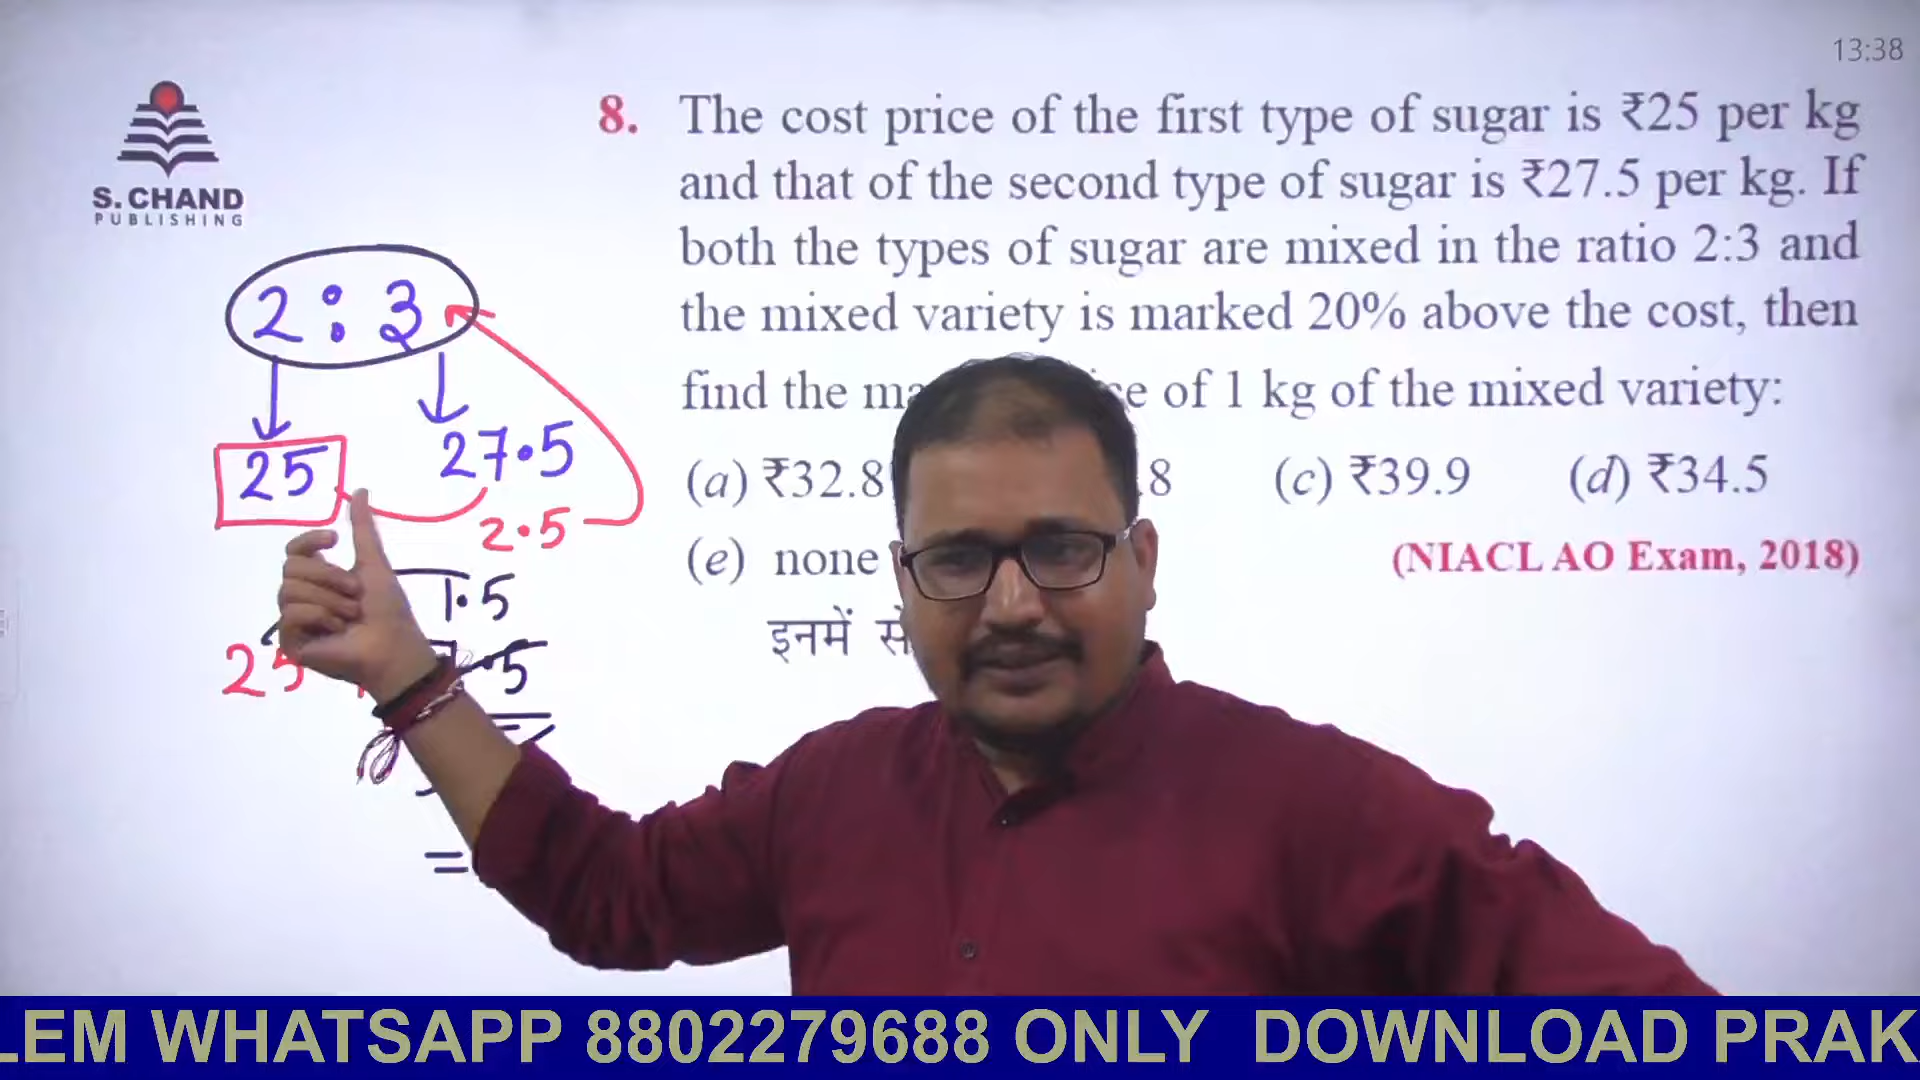 13:38
S. CHAND
PUBLISHING
8. The cost price of the first type of sugar is ₹25 per kg
and that of the second type of sugar is ₹27.5 per kg. If
both the types of sugar are mixed in the ratio 2:3 and
the mixed variety is marked 20% above the cost, then
find the of 1 kg of the mixed variety:
(a) ₹32.8 .8 (c) ₹39.9 (d) ₹34.5
(e) none
(NIACL AO Exam, 2018)
इनमें
2 : 3
25 27.5
2.5
1.5
25
.5
=
WHATSAPP 8802279688 ONLY DOWNLOAD